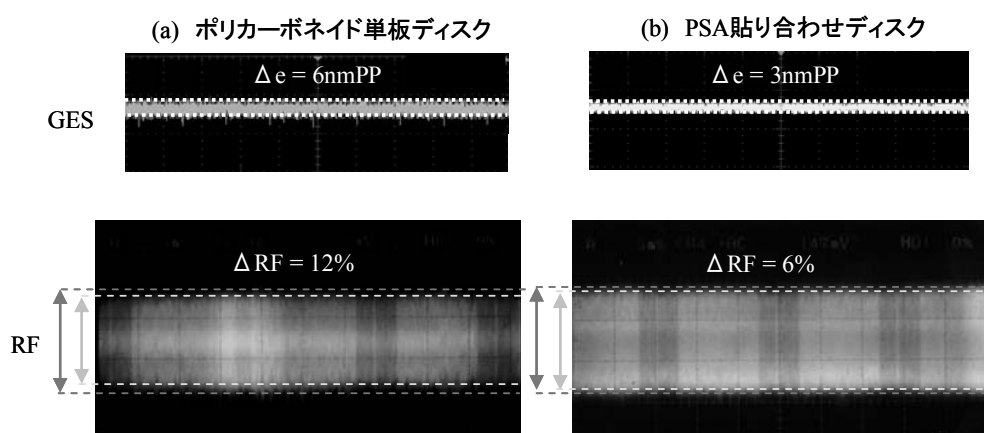 (a) ポリカーボネイド単板ディスク
(b) PSA貼り合わせディスク
GES
Δe = 6nmPP
Δe = 3nmPP
RF
ΔRF = 12%
ΔRF = 6%